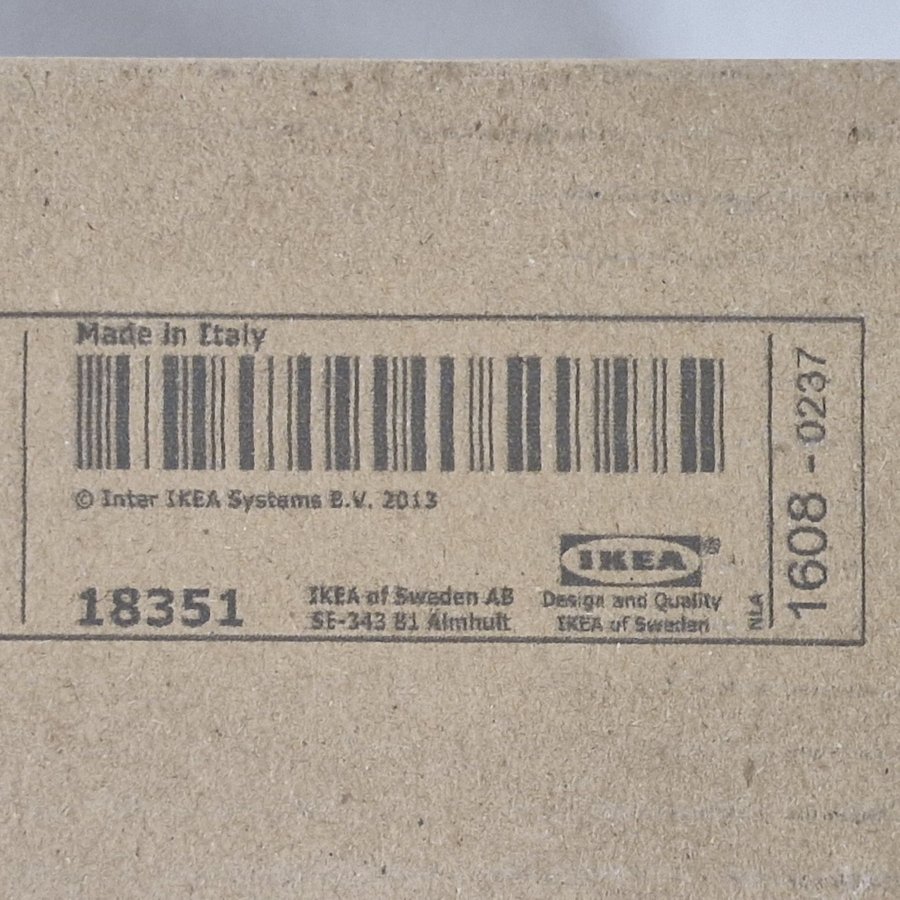 Made in Italy
© Inter IKEA Systems B.V. 2013
18351
IKEA of Sweden AB
SE-343 81 Älmhult
IKEA®
Design and Quality
IKEA of Sweden
NLA
1608 - 0237